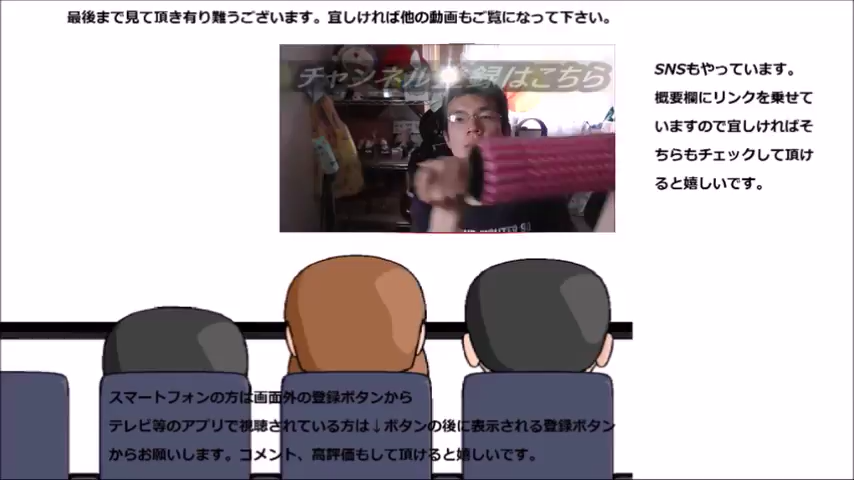 最後まで見て頂き有り難うございます。宜しければ他の動画もご覧になって下さい。
チャンネル登録はこちら
SNSもやっています。
概要欄にリンクを乗せて
いますので宜しければそ
ちらもチェックして頂け
ると嬉しいです。
スマートフォンの方は画面外の登録ボタンから
テレビ等のアプリで視聴されている方は↓ボタンの後に表示される登録ボタン
からお願いします。コメント、高評価もして頂けると嬉しいです。